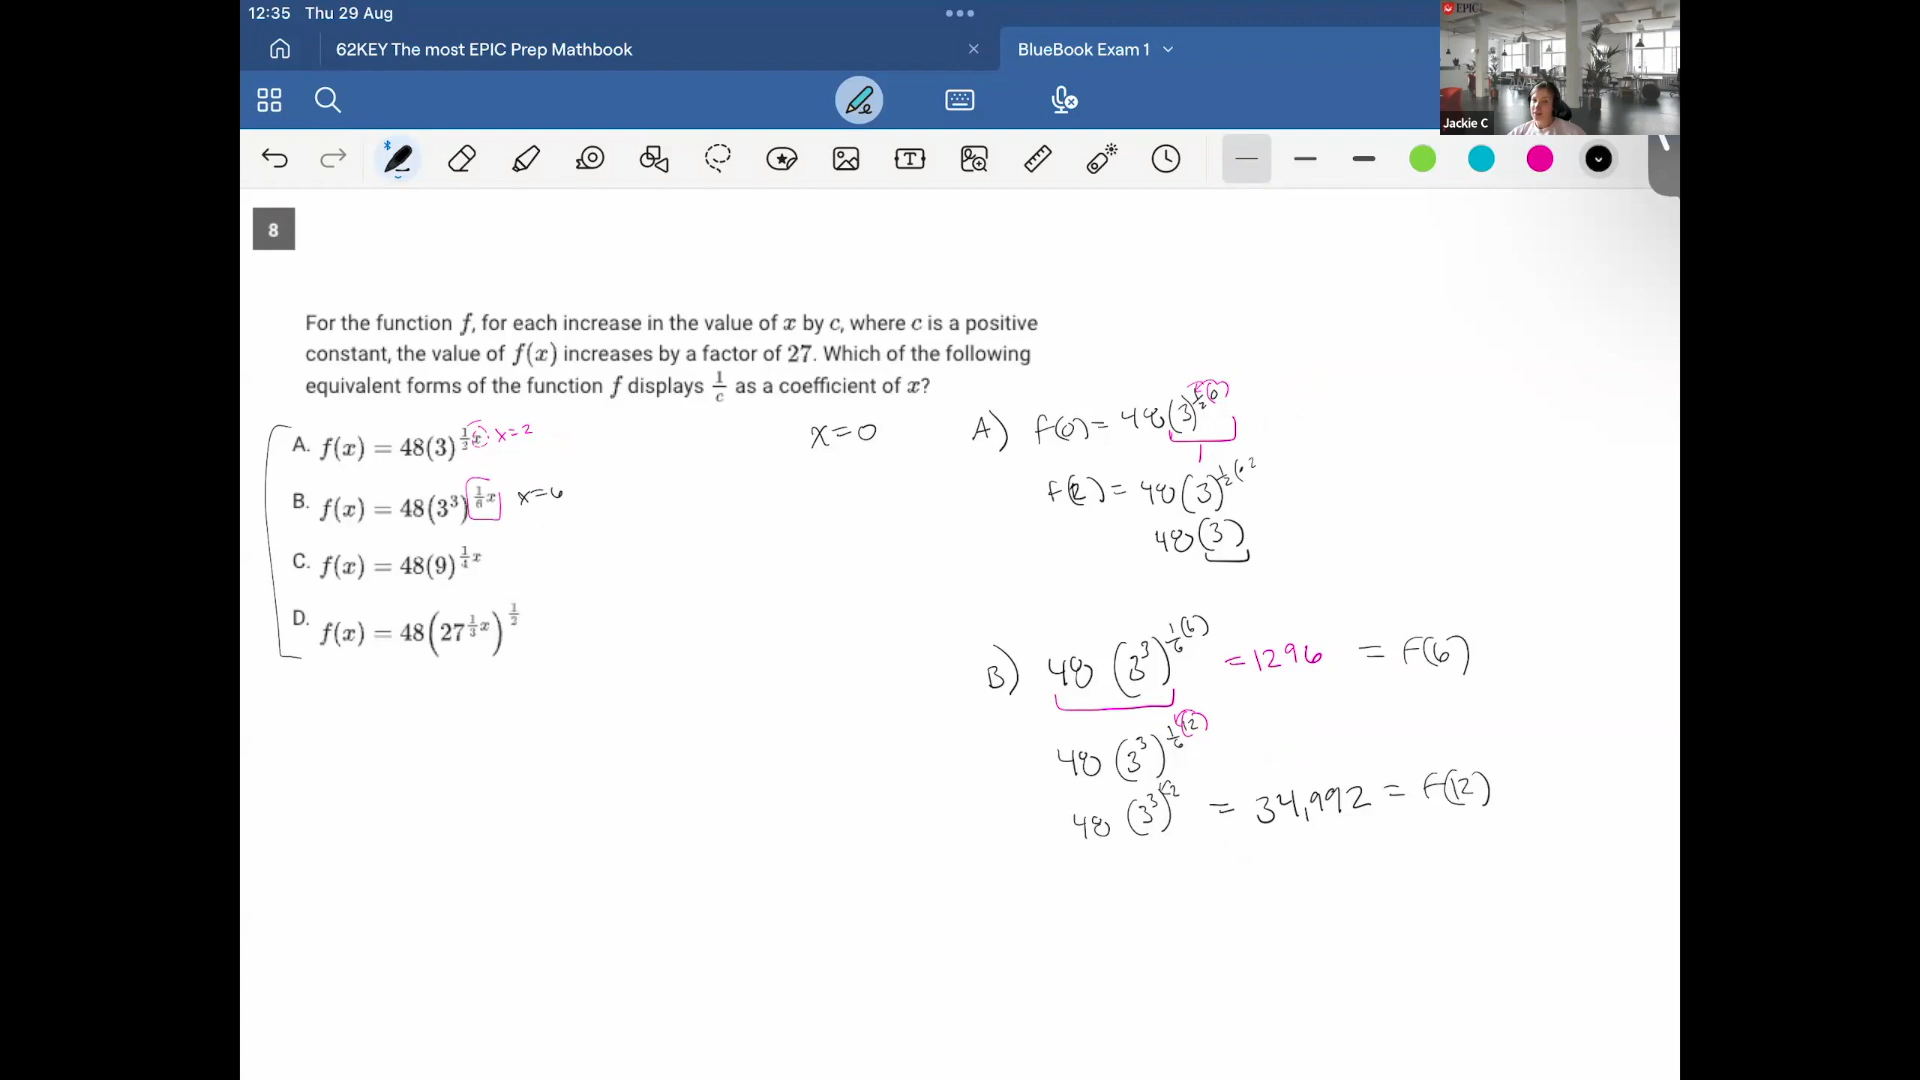 12:35 Thu 29 Aug
62KEY The most EPIC Prep Mathbook
BlueBook Exam 1
EPIC
Jackie C
8
For the function f, for each increase in the value of x by c, where c is a positive
constant, the value of f(x) increases by a factor of 27. Which of the following
equivalent forms of the function f displays 1/c as a coefficient of x?
A. f(x) = 48(3)^{1/2 x} x=2
B. f(x) = 48(3^3)^{1/6 x} x=6
C. f(x) = 48(9)^{1/4 x}
D. f(x) = 48(27^{1/3 x})^{1/2}
x=0
A) f(0) = 48(3)^{1/2(0)}
1
f(2) = 48(3)^{1/2(2}
48(3)
B) 48(3^3)^{1/6(6)} = 1296 = f(6)
48(3^3)^{1/6(12)}
48(3^3)^2 = 34,992 = f(12)